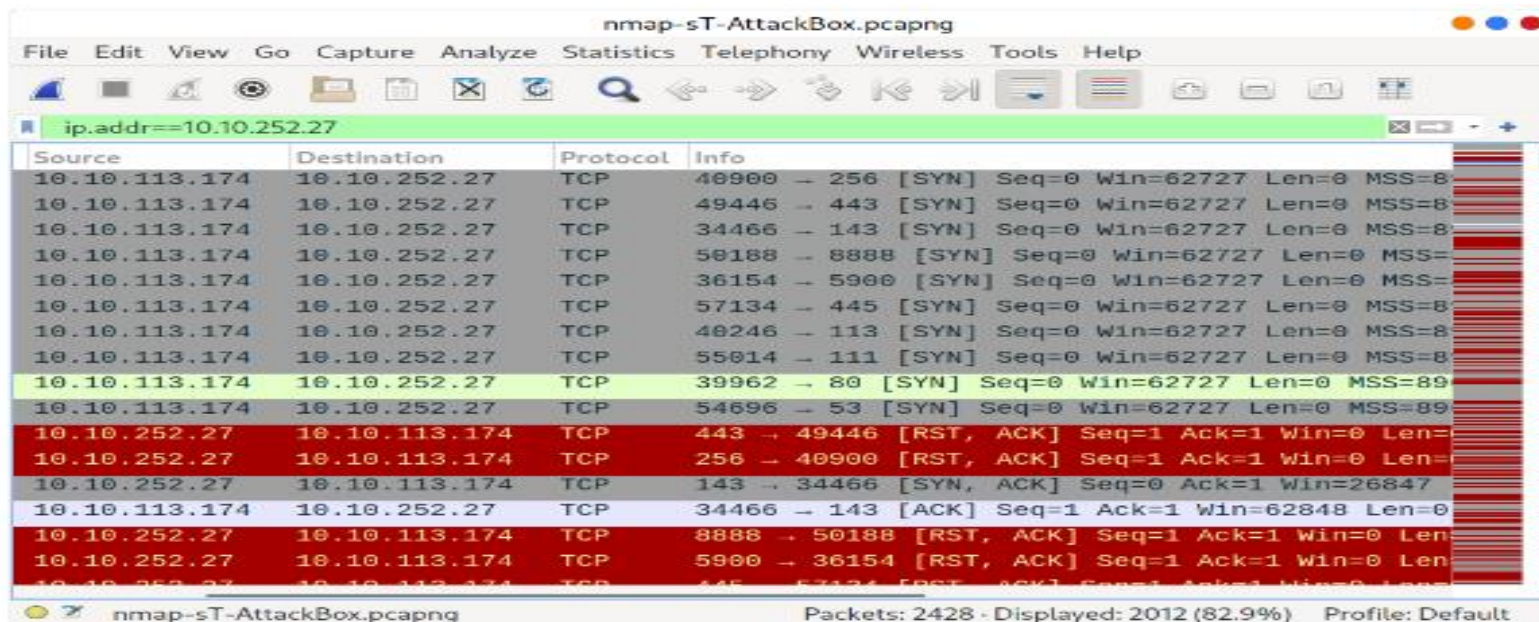 nmap-sT-AttackBox.pcapng
File Edit View Go Capture Analyze Statistics Telephony Wireless Tools Help
ip.addr==10.10.252.27
Source Destination Protocol Info
10.10.113.174 10.10.252.27 TCP 40900 → 256 [SYN] Seq=0 Win=62727 Len=0 MSS=8
10.10.113.174 10.10.252.27 TCP 49446 → 443 [SYN] Seq=0 Win=62727 Len=0 MSS=8
10.10.113.174 10.10.252.27 TCP 34466 → 143 [SYN] Seq=0 Win=62727 Len=0 MSS=8
10.10.113.174 10.10.252.27 TCP 50188 → 8888 [SYN] Seq=0 Win=62727 Len=0 MSS=
10.10.113.174 10.10.252.27 TCP 36154 → 5900 [SYN] Seq=0 Win=62727 Len=0 MSS=
10.10.113.174 10.10.252.27 TCP 57134 → 445 [SYN] Seq=0 Win=62727 Len=0 MSS=8
10.10.113.174 10.10.252.27 TCP 40246 → 113 [SYN] Seq=0 Win=62727 Len=0 MSS=8
10.10.113.174 10.10.252.27 TCP 55014 → 111 [SYN] Seq=0 Win=62727 Len=0 MSS=8
10.10.113.174 10.10.252.27 TCP 39962 → 80 [SYN] Seq=0 Win=62727 Len=0 MSS=89
10.10.113.174 10.10.252.27 TCP 54696 → 53 [SYN] Seq=0 Win=62727 Len=0 MSS=89
10.10.252.27 10.10.113.174 TCP 443 → 49446 [RST, ACK] Seq=1 Ack=1 Win=0 Len=
10.10.252.27 10.10.113.174 TCP 256 → 40900 [RST, ACK] Seq=1 Ack=1 Win=0 Len=
10.10.252.27 10.10.113.174 TCP 143 → 34466 [SYN, ACK] Seq=0 Ack=1 Win=26847
10.10.113.174 10.10.252.27 TCP 34466 → 143 [ACK] Seq=1 Ack=1 Win=62848 Len=0
10.10.252.27 10.10.113.174 TCP 8888 → 50188 [RST, ACK] Seq=1 Ack=1 Win=0 Len
10.10.252.27 10.10.113.174 TCP 5900 → 36154 [RST, ACK] Seq=1 Ack=1 Win=0 Len
nmap-sT-AttackBox.pcapng Packets: 2428 · Displayed: 2012 (82.9%) Profile: Default